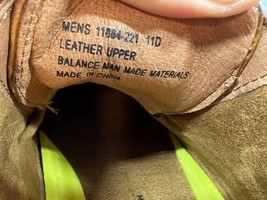 MENS 11884-221 11D
LEATHER UPPER
BALANCE MAN MADE MATERIALS
MADE IN CHINA